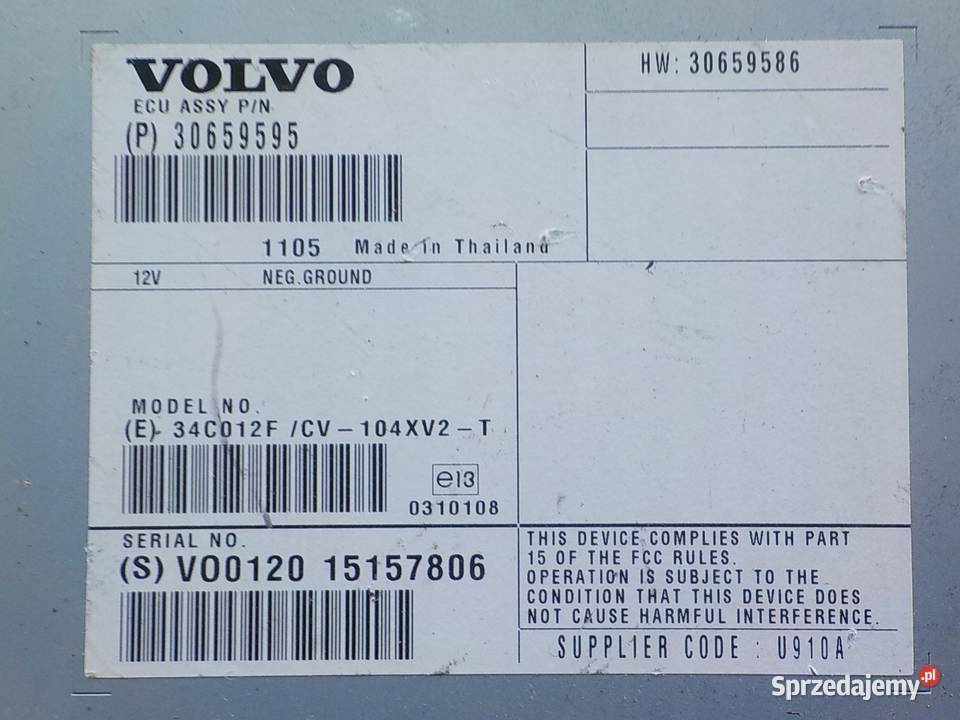 VOLVO
ECU ASSY P/N
(P) 30659595
HW: 30659586
1105 Made in Thailand
12V NEG.GROUND
MODEL NO.
(E) 34C012F /CV-104XV2-T
e13
0310108
SERIAL NO.
(S) VO0120 15157806
THIS DEVICE COMPLIES WITH PART
15 OF THE FCC RULES.
OPERATION IS SUBJECT TO THE
CONDITION THAT THIS DEVICE DOES
NOT CAUSE HARMFUL INTERFERENCE.
SUPPLIER CODE : U910A
Sprzedajemy.pl